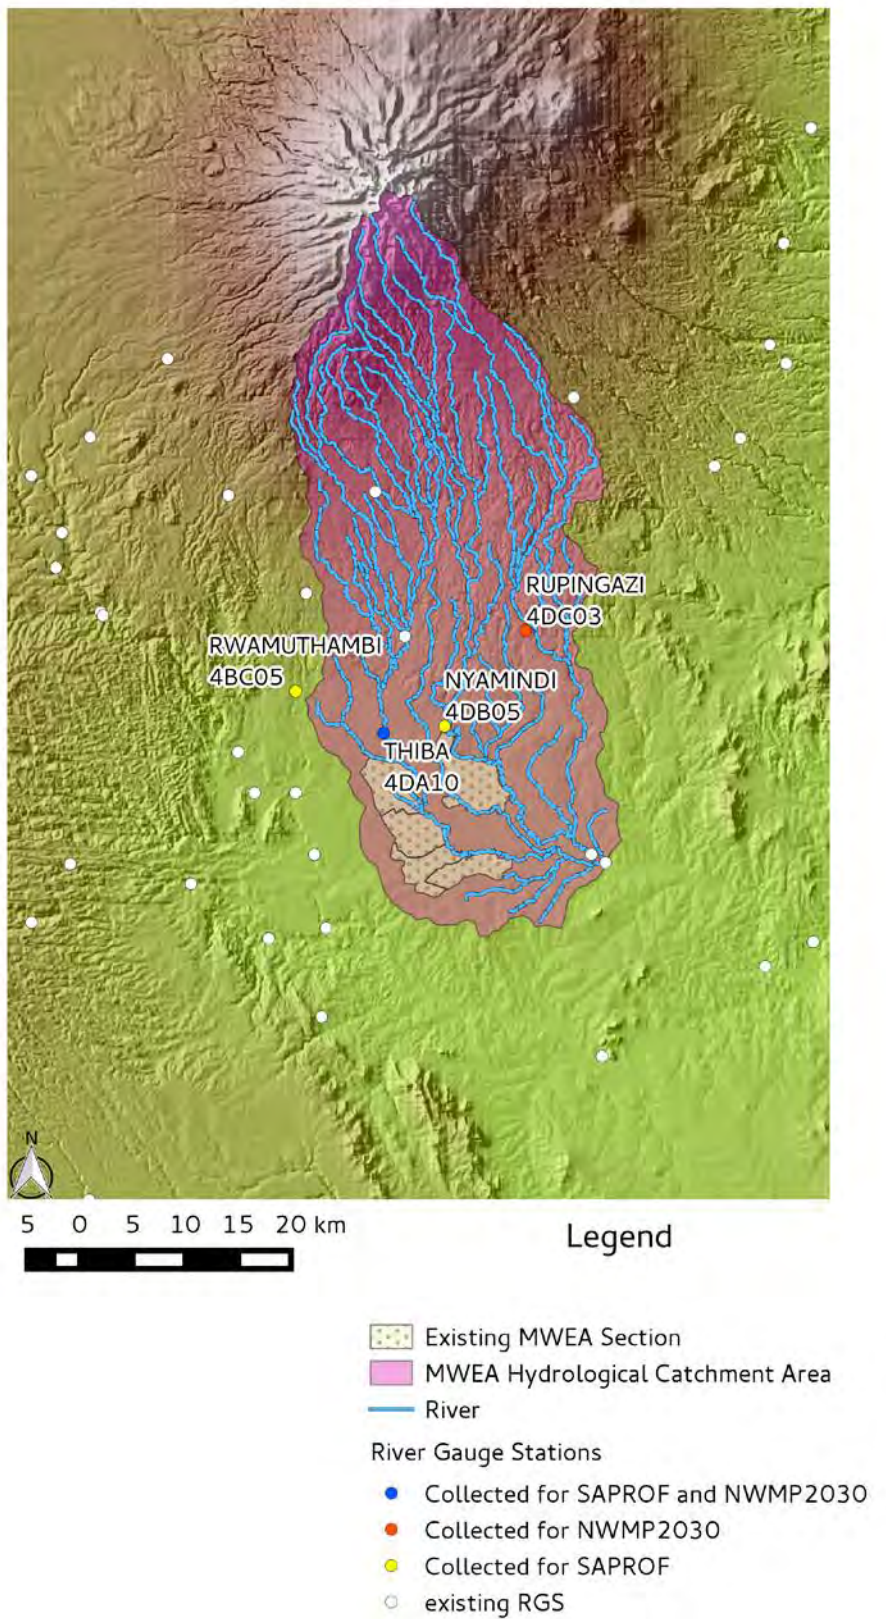 RUPINGAZI
4DC03
RWAMUTHAMBI
4BC05
NYAMINDI
4DB05
THIBA
4DA10
N
5 0 5 10 15 20 km
Legend
Existing MWEA Section
MWEA Hydrological Catchment Area
River
River Gauge Stations
Collected for SAPROF and NWMP2030
Collected for NWMP2030
Collected for SAPROF
existing RGS